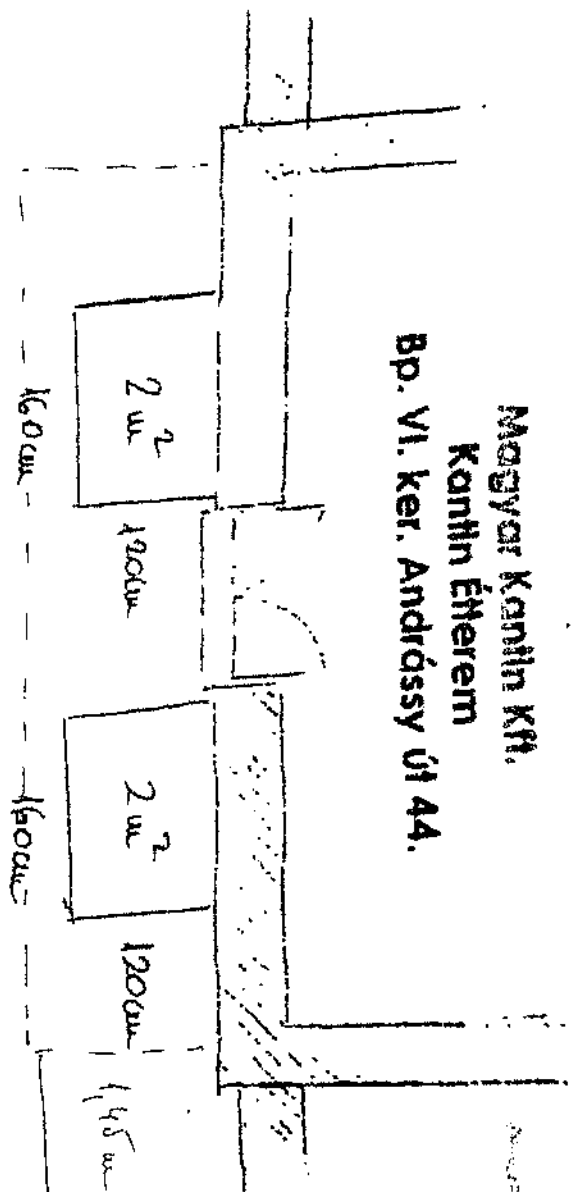 Magyar Kantin Kft.
Kantin Étterem
Bp. VI. ker. Andrássy út 44.
2 m²
160cm
120cm
2 m²
160cm
120cm
1,45 m